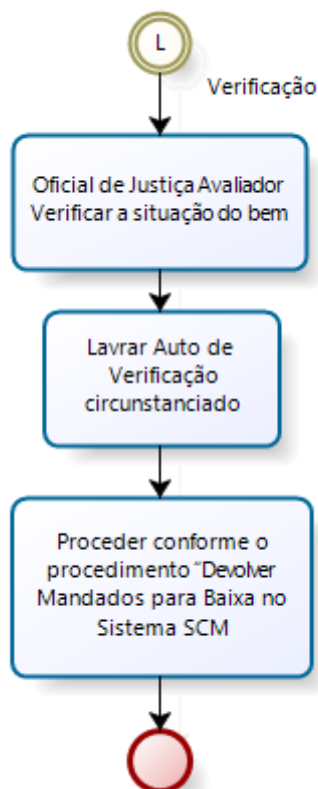 L
Verificação
Oficial de Justiça Avaliador
Verificar a situação do bem
Lavrar Auto de
Verificação
circunstanciado
Proceder conforme o
procedimento “Devolver
Mandados para Baixa no
Sistema SCM